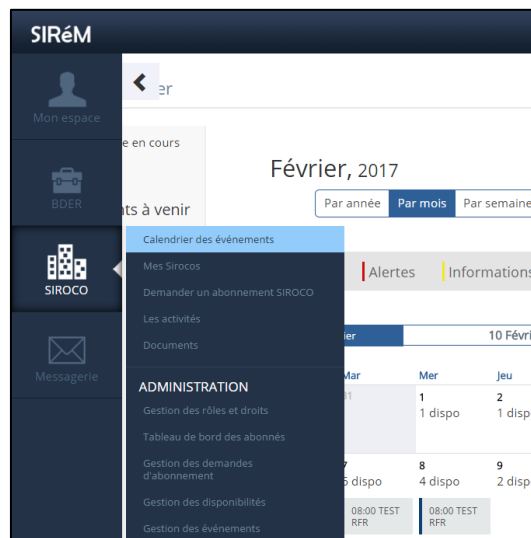 SIRéM
Mon espace
er
e en cours
Février, 2017
BDER
nts à venir
Par année Par mois Par semaine
SIROCO
Calendrier des événements
Mes Sirocos
Demander un abonnement SIROCO
Les activités
Documents
Alertes Informations
Messagerie
ier 10 Févri
ADMINISTRATION
Gestion des rôles et droits
Tableau de bord des abonnés
Gestion des demandes
d'abonnement
Gestion des disponibilités
Gestion des événements
Mar Mer Jeu
31 1 2
1 dispo 1 disp
7 8 9
5 dispo 4 dispo 2 disp
08:00 TEST 08:00 TEST
RFR RFR